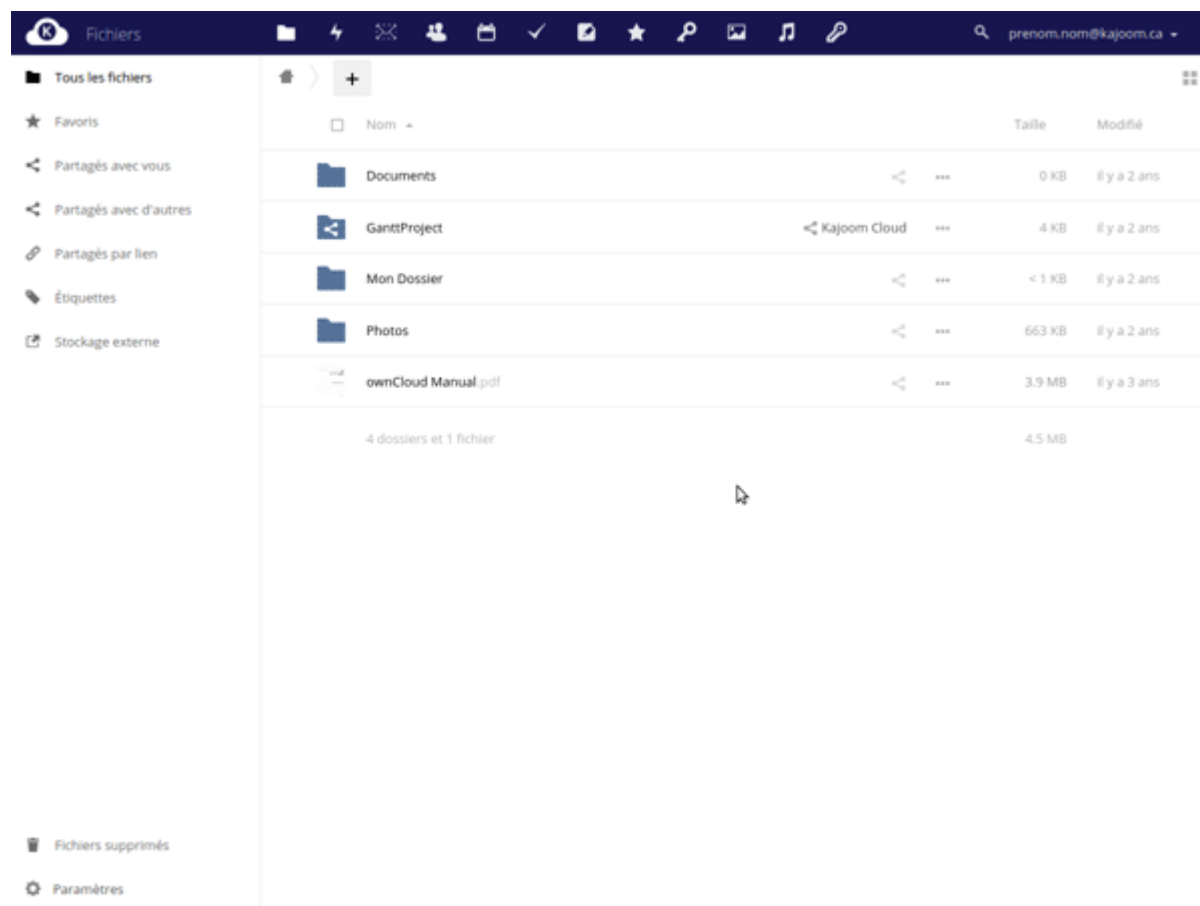 K Fichiers prenom.nom@kajoom.ca
Tous les fichiers
Favoris
Partagés avec vous
Partagés avec d'autres
Partagés par lien
Étiquettes
Stockage externe
Fichiers supprimés
Paramètres
+
Nom Taille Modifié
Documents 0 KB il y a 2 ans
GanttProject Kajoom Cloud 4 KB il y a 2 ans
Mon Dossier < 1 KB il y a 2 ans
Photos 663 KB il y a 2 ans
ownCloud Manual.pdf 3.9 MB il y a 3 ans
4 dossiers et 1 fichier 4.5 MB